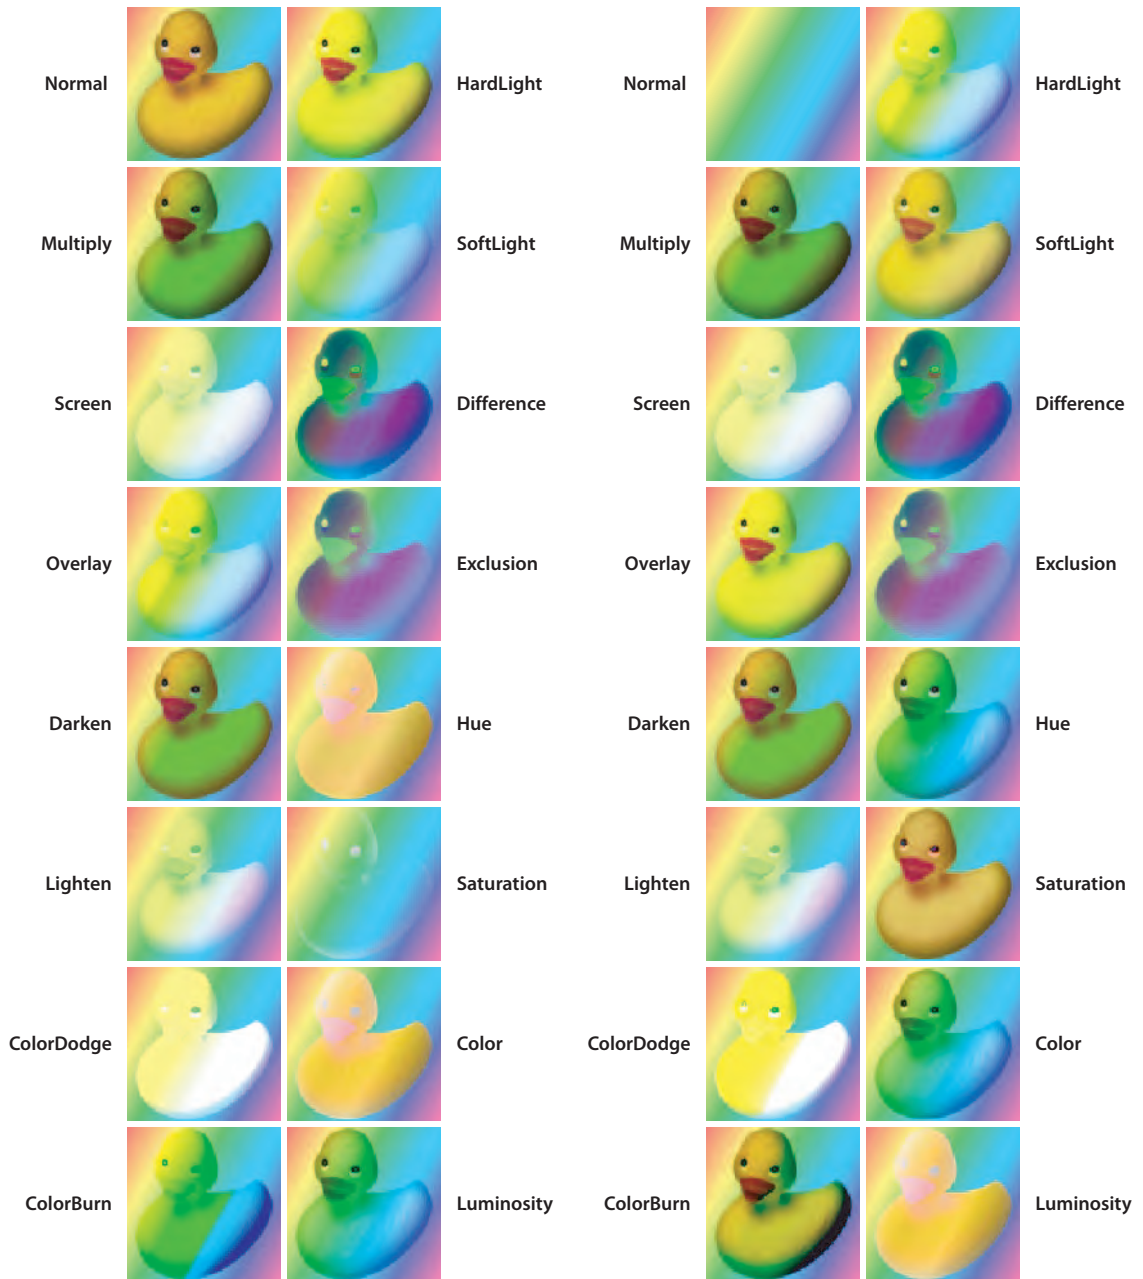 Normal HardLight Normal HardLight
Multiply SoftLight Multiply SoftLight
Screen Difference Screen Difference
Overlay Exclusion Overlay Exclusion
Darken Hue Darken Hue
Lighten Saturation Lighten Saturation
ColorDodge Color ColorDodge Color
ColorBurn Luminosity ColorBurn Luminosity